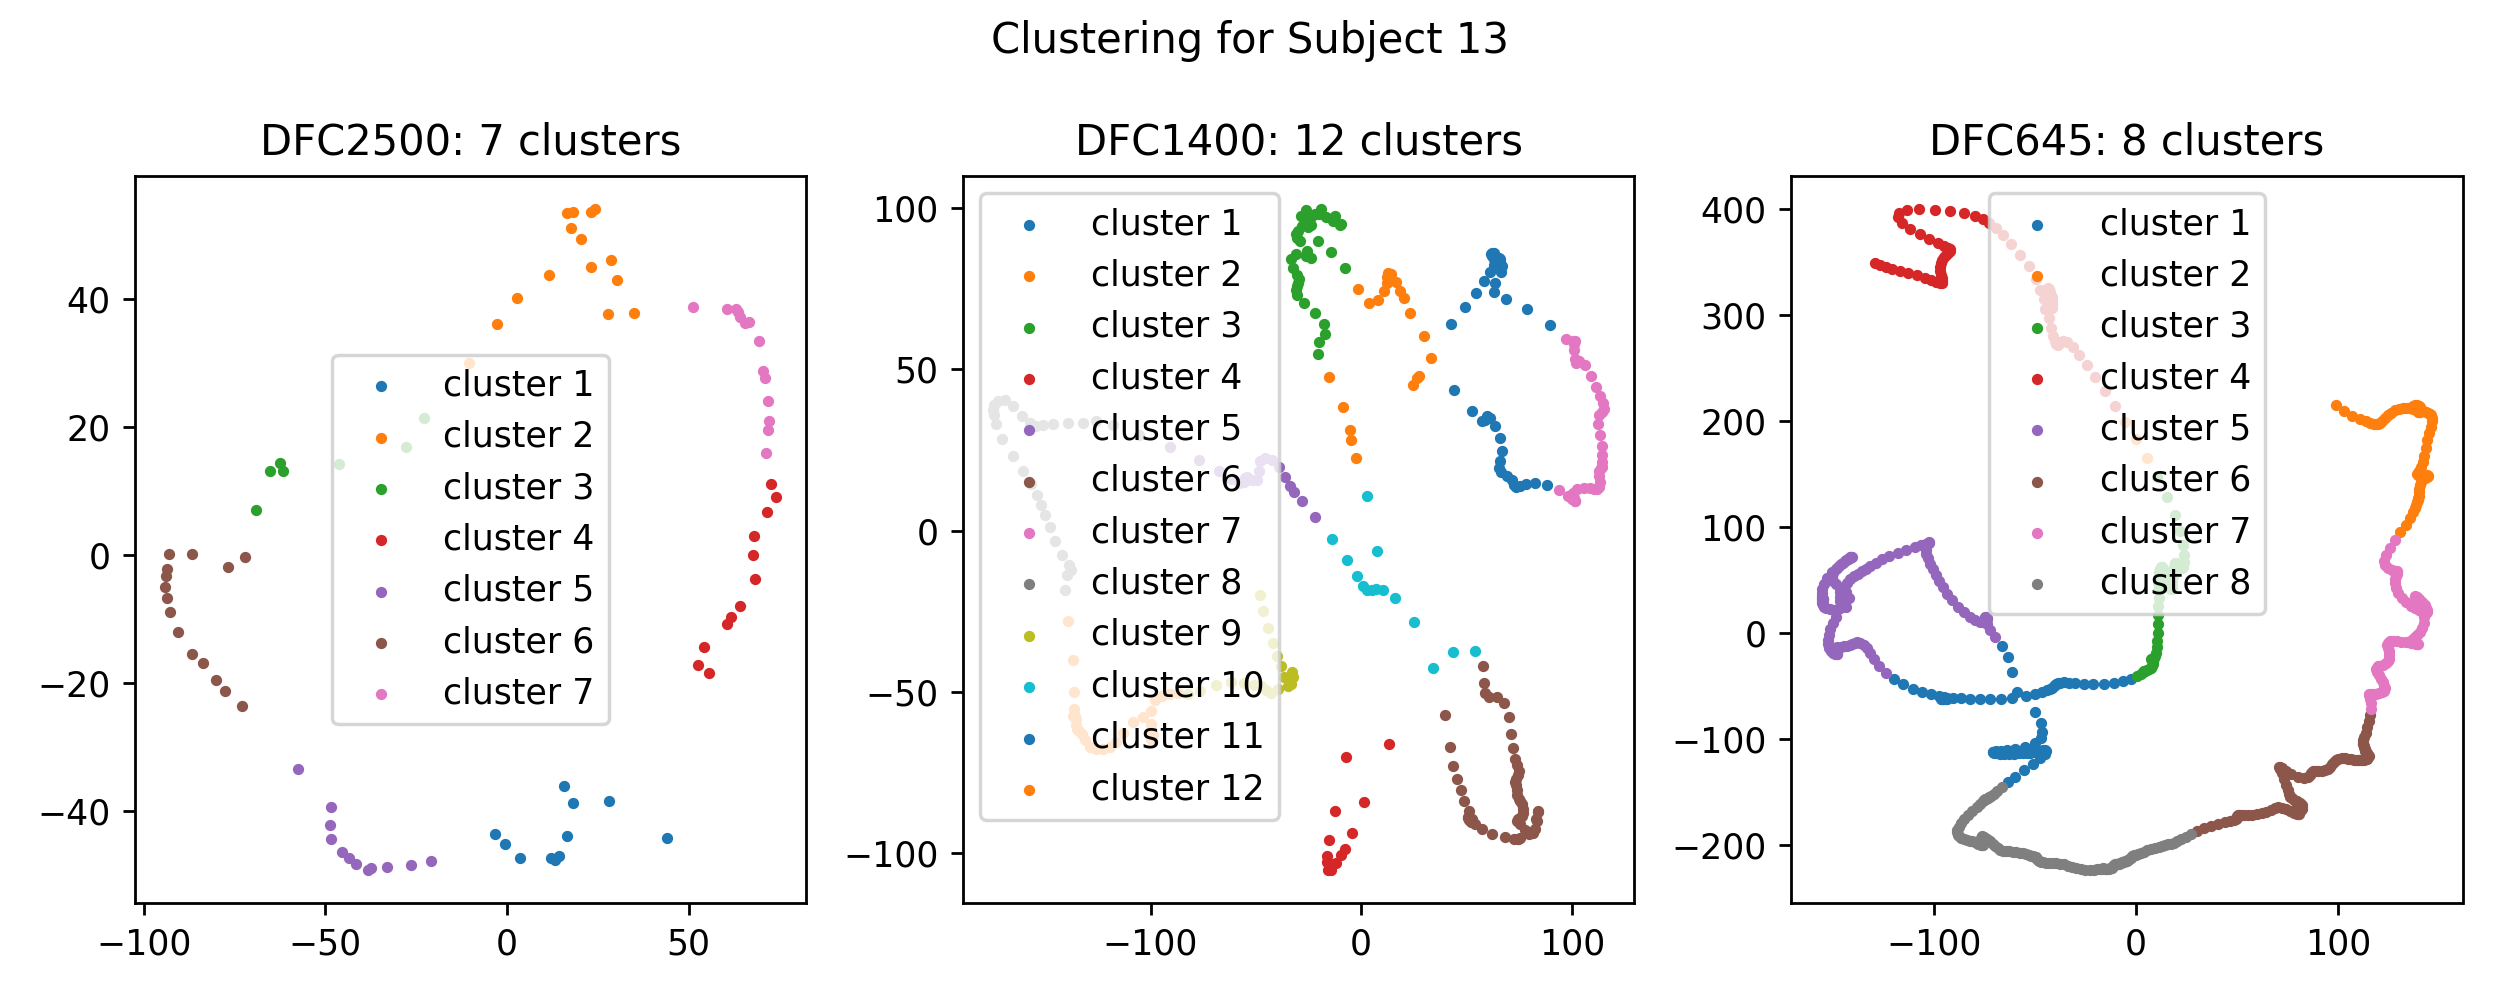 Clustering for Subject 13
DFC2500: 7 clusters
40
20
0
−20
−40
−100
−50
0
50
cluster 1
cluster 2
cluster 3
cluster 4
cluster 5
cluster 6
cluster 7
DFC1400: 12 clusters
100
50
0
−50
−100
−100
0
100
cluster 1
cluster 2
cluster 3
cluster 4
cluster 5
cluster 6
cluster 7
cluster 8
cluster 9
cluster 10
cluster 11
cluster 12
DFC645: 8 clusters
400
300
200
100
0
−100
−200
−100
0
100
cluster 1
cluster 2
cluster 3
cluster 4
cluster 5
cluster 6
cluster 7
cluster 8